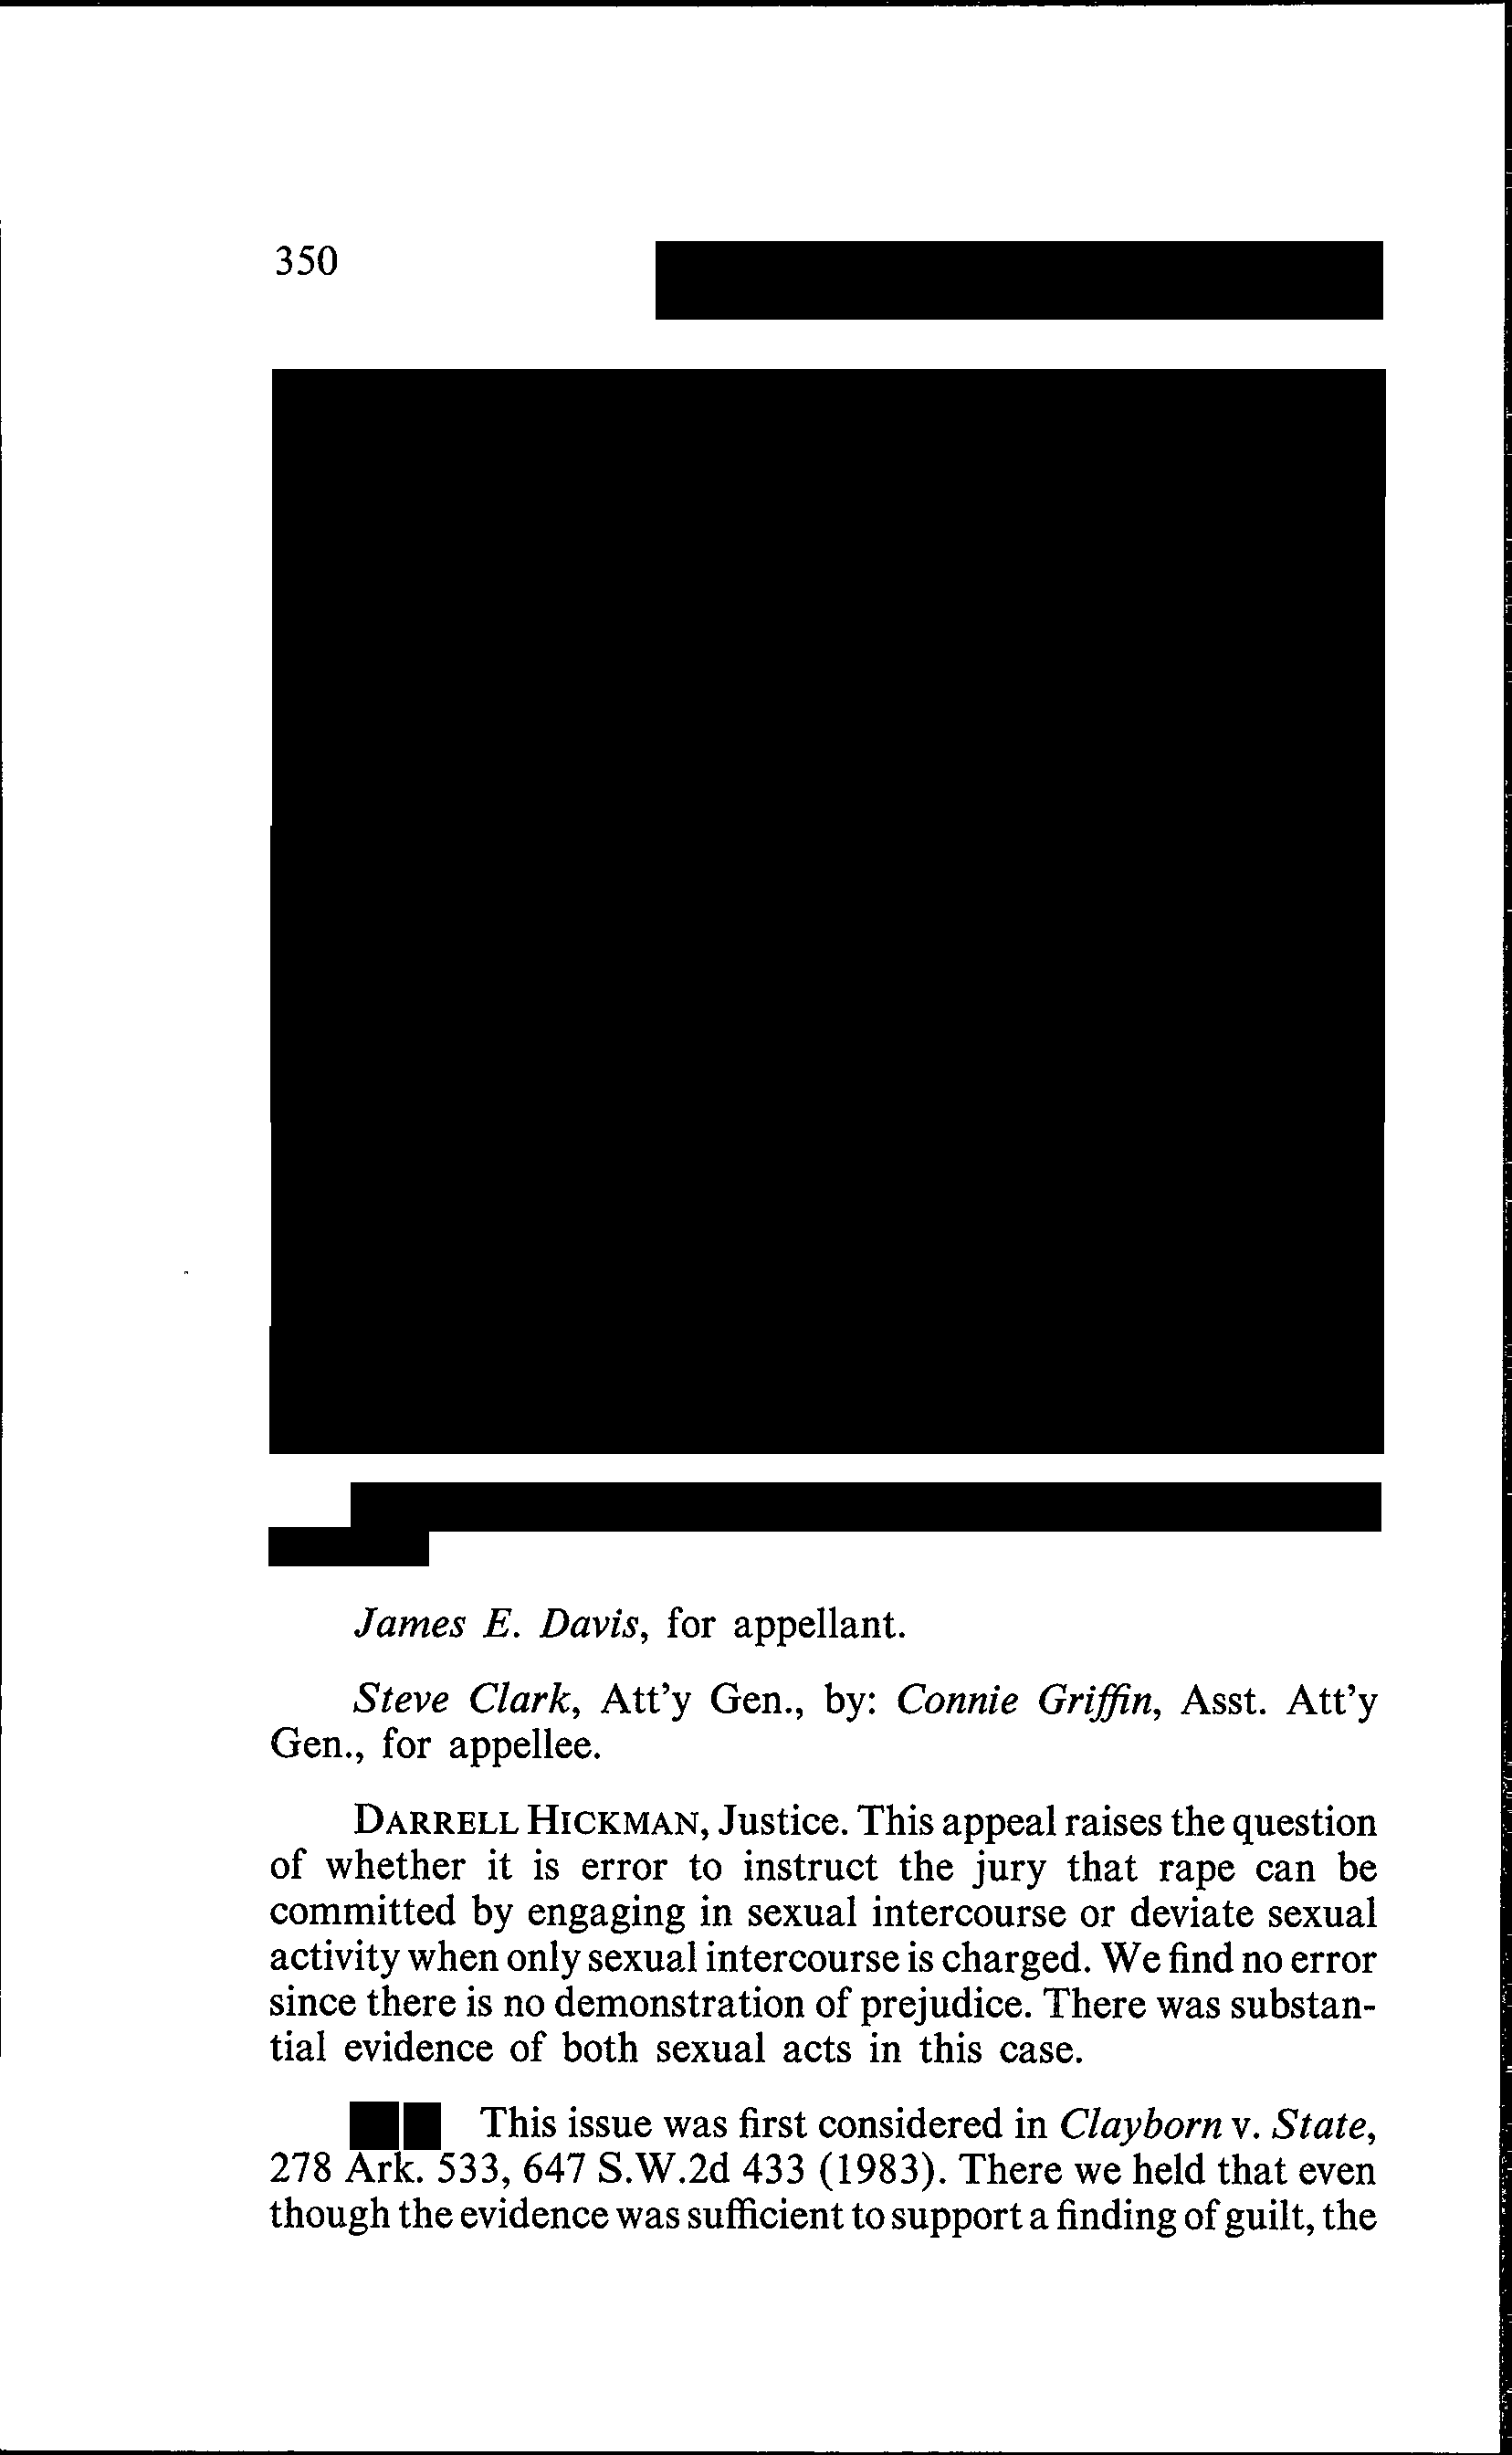 350
James E. Davis, for appellant.
Steve Clark, Att'y Gen., by: Connie Griffin, Asst. Att'y
Gen., for appellee.
DARRELL HICKMAN, Justice. This appeal raises the question
of whether it is error to instruct the jury that rape can be
committed by engaging in sexual intercourse or deviate sexual
activity when only sexual intercourse is charged. We find no error
since there is no demonstration of prejudice. There was substan-
tial evidence of both sexual acts in this case.
This issue was first considered in Clayborn v. State,
278 Ark. 533, 647 S.W.2d 433 (1983). There we held that even
though the evidence was sufficient to support a finding of guilt, the